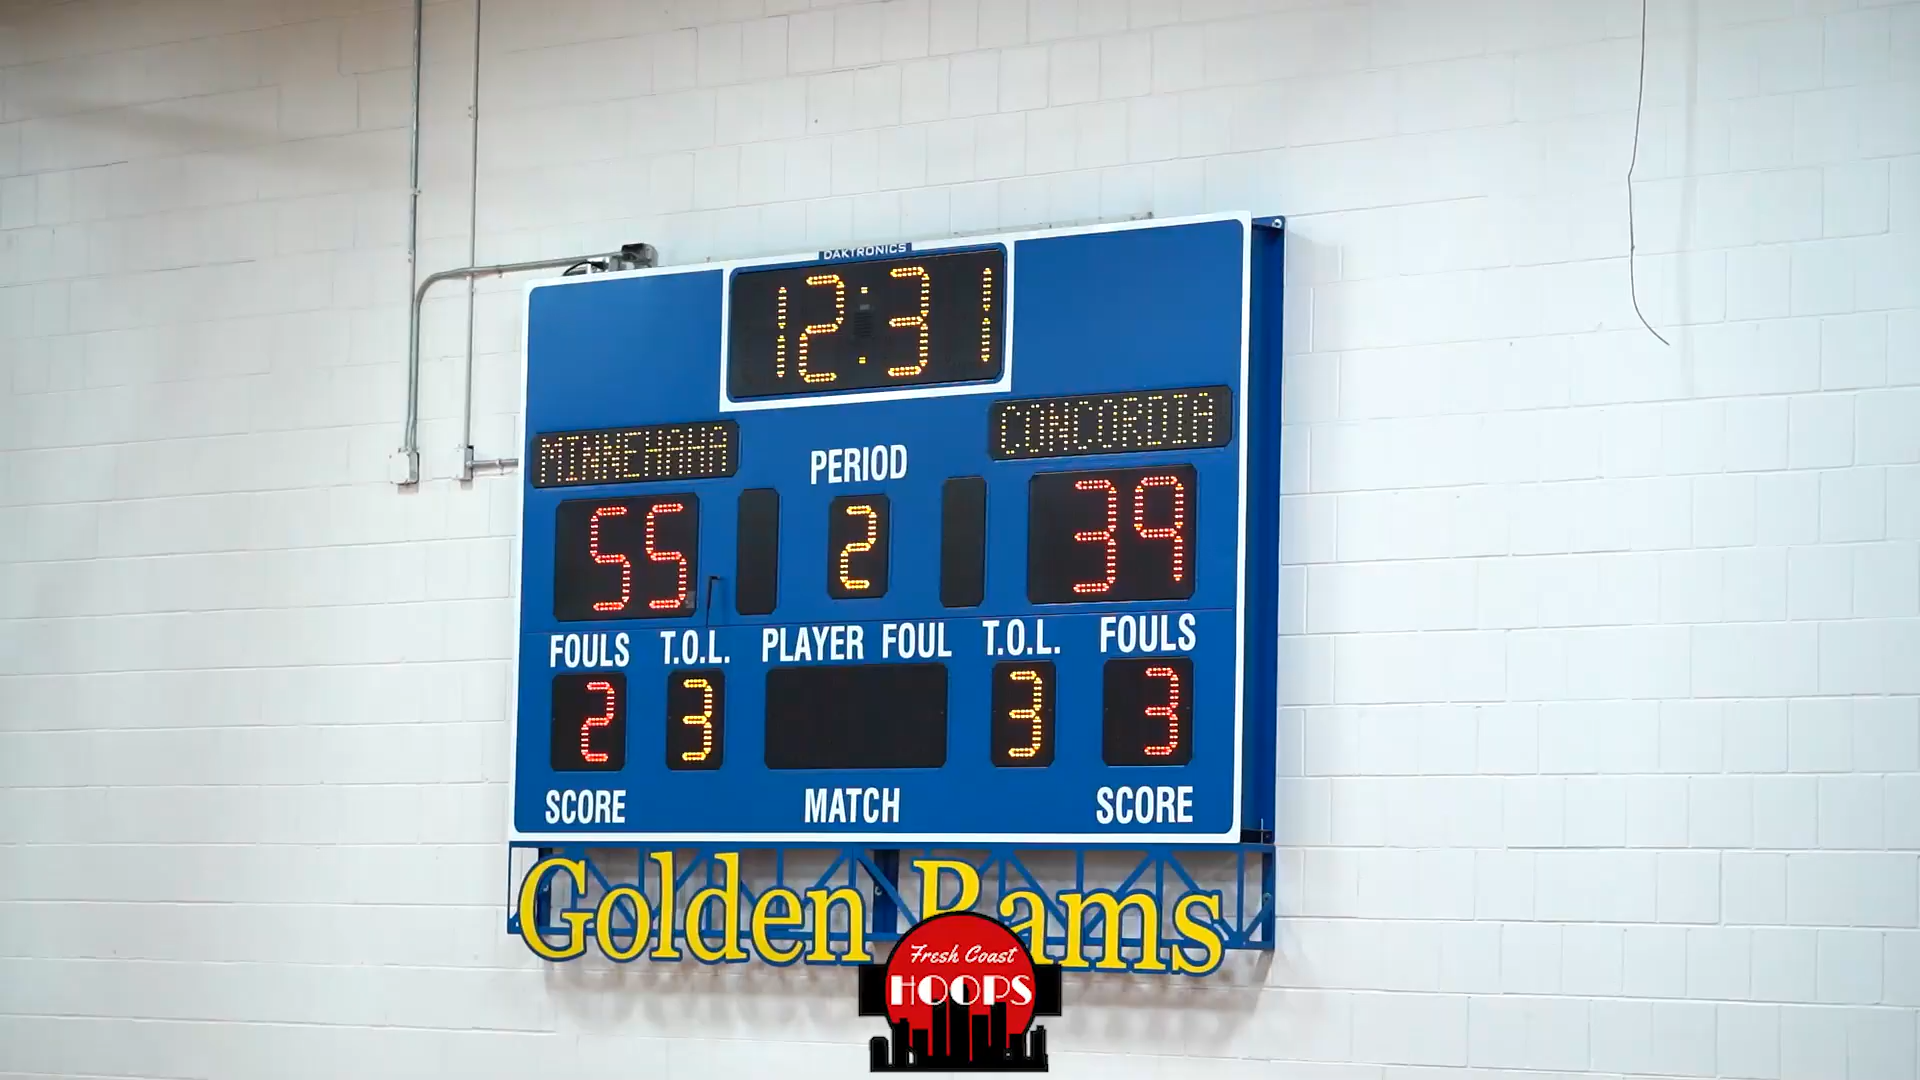 DAKTRONICS
12:31
MINNEHAHA
CONCORDIA
PERIOD
55
2
39
FOULS T.O.L. PLAYER FOUL T.O.L. FOULS
2 3 3 3
SCORE MATCH SCORE
Golden Rams
Fresh Coast
HOOPS